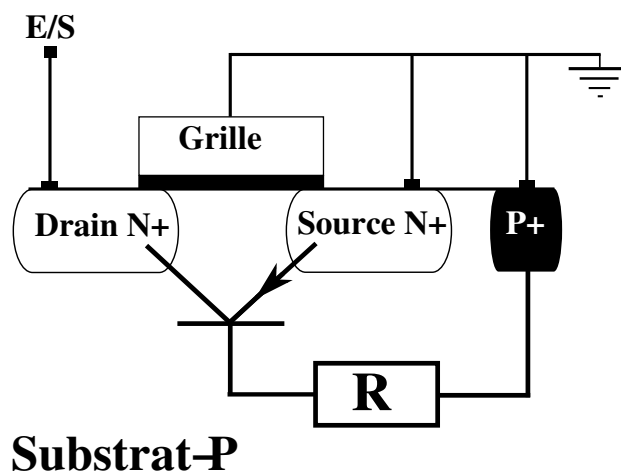 E/S
Grille
Drain N+
Source N+
P+
R
Substrat-P